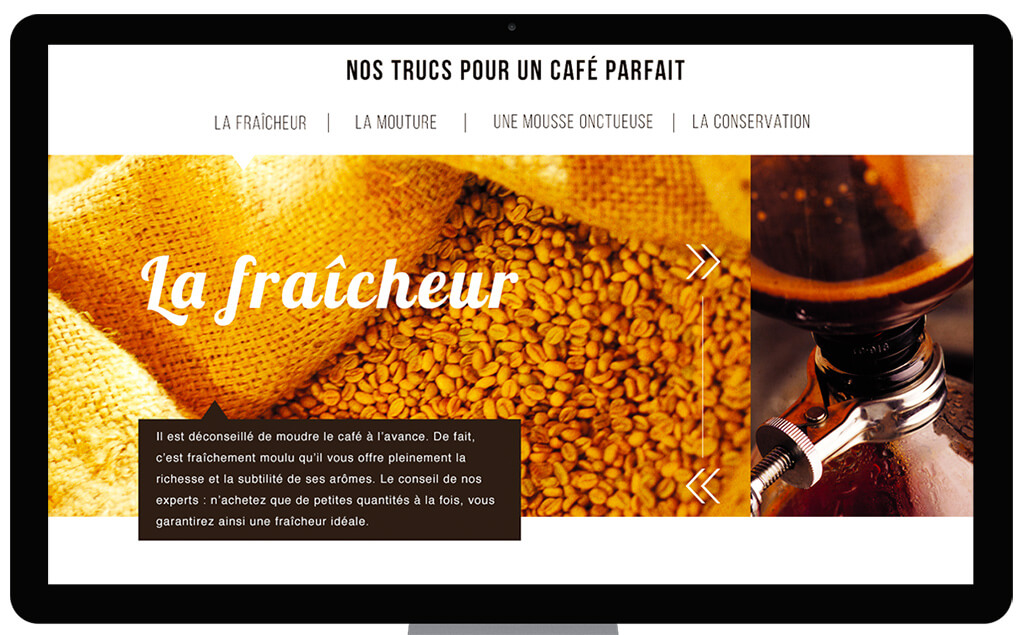 NOS TRUCS POUR UN CAFÉ PARFAIT
LA FRAÎCHEUR | LA MOUTURE | UNE MOUSSE ONCTUEUSE | LA CONSERVATION
La fraîcheur
Il est déconseillé de moudre le café à l'avance. De fait,
c'est fraîchement moulu qu'il vous offre pleinement la
richesse et la subtilité de ses arômes. Le conseil de nos
experts : n'achetez que de petites quantités à la fois, vous
garantirez ainsi une fraîcheur idéale.